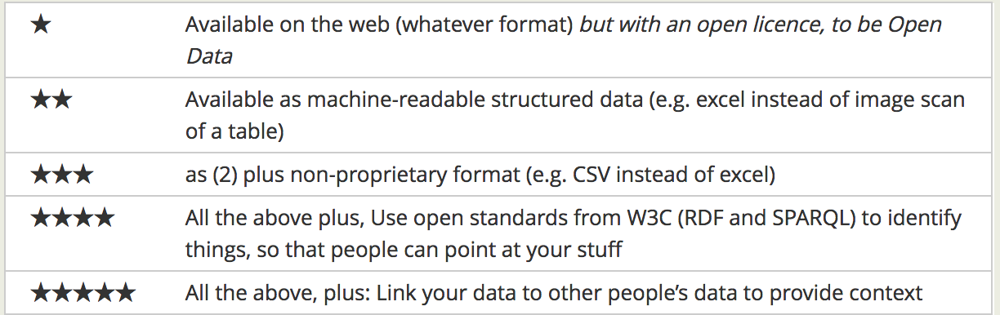 ★ Available on the web (whatever format) but with an open licence, to be Open
Data
★★ Available as machine-readable structured data (e.g. excel instead of image scan
of a table)
★★★ as (2) plus non-proprietary format (e.g. CSV instead of excel)
★★★★ All the above plus, Use open standards from W3C (RDF and SPARQL) to identify
things, so that people can point at your stuff
★★★★★ All the above, plus: Link your data to other people’s data to provide context